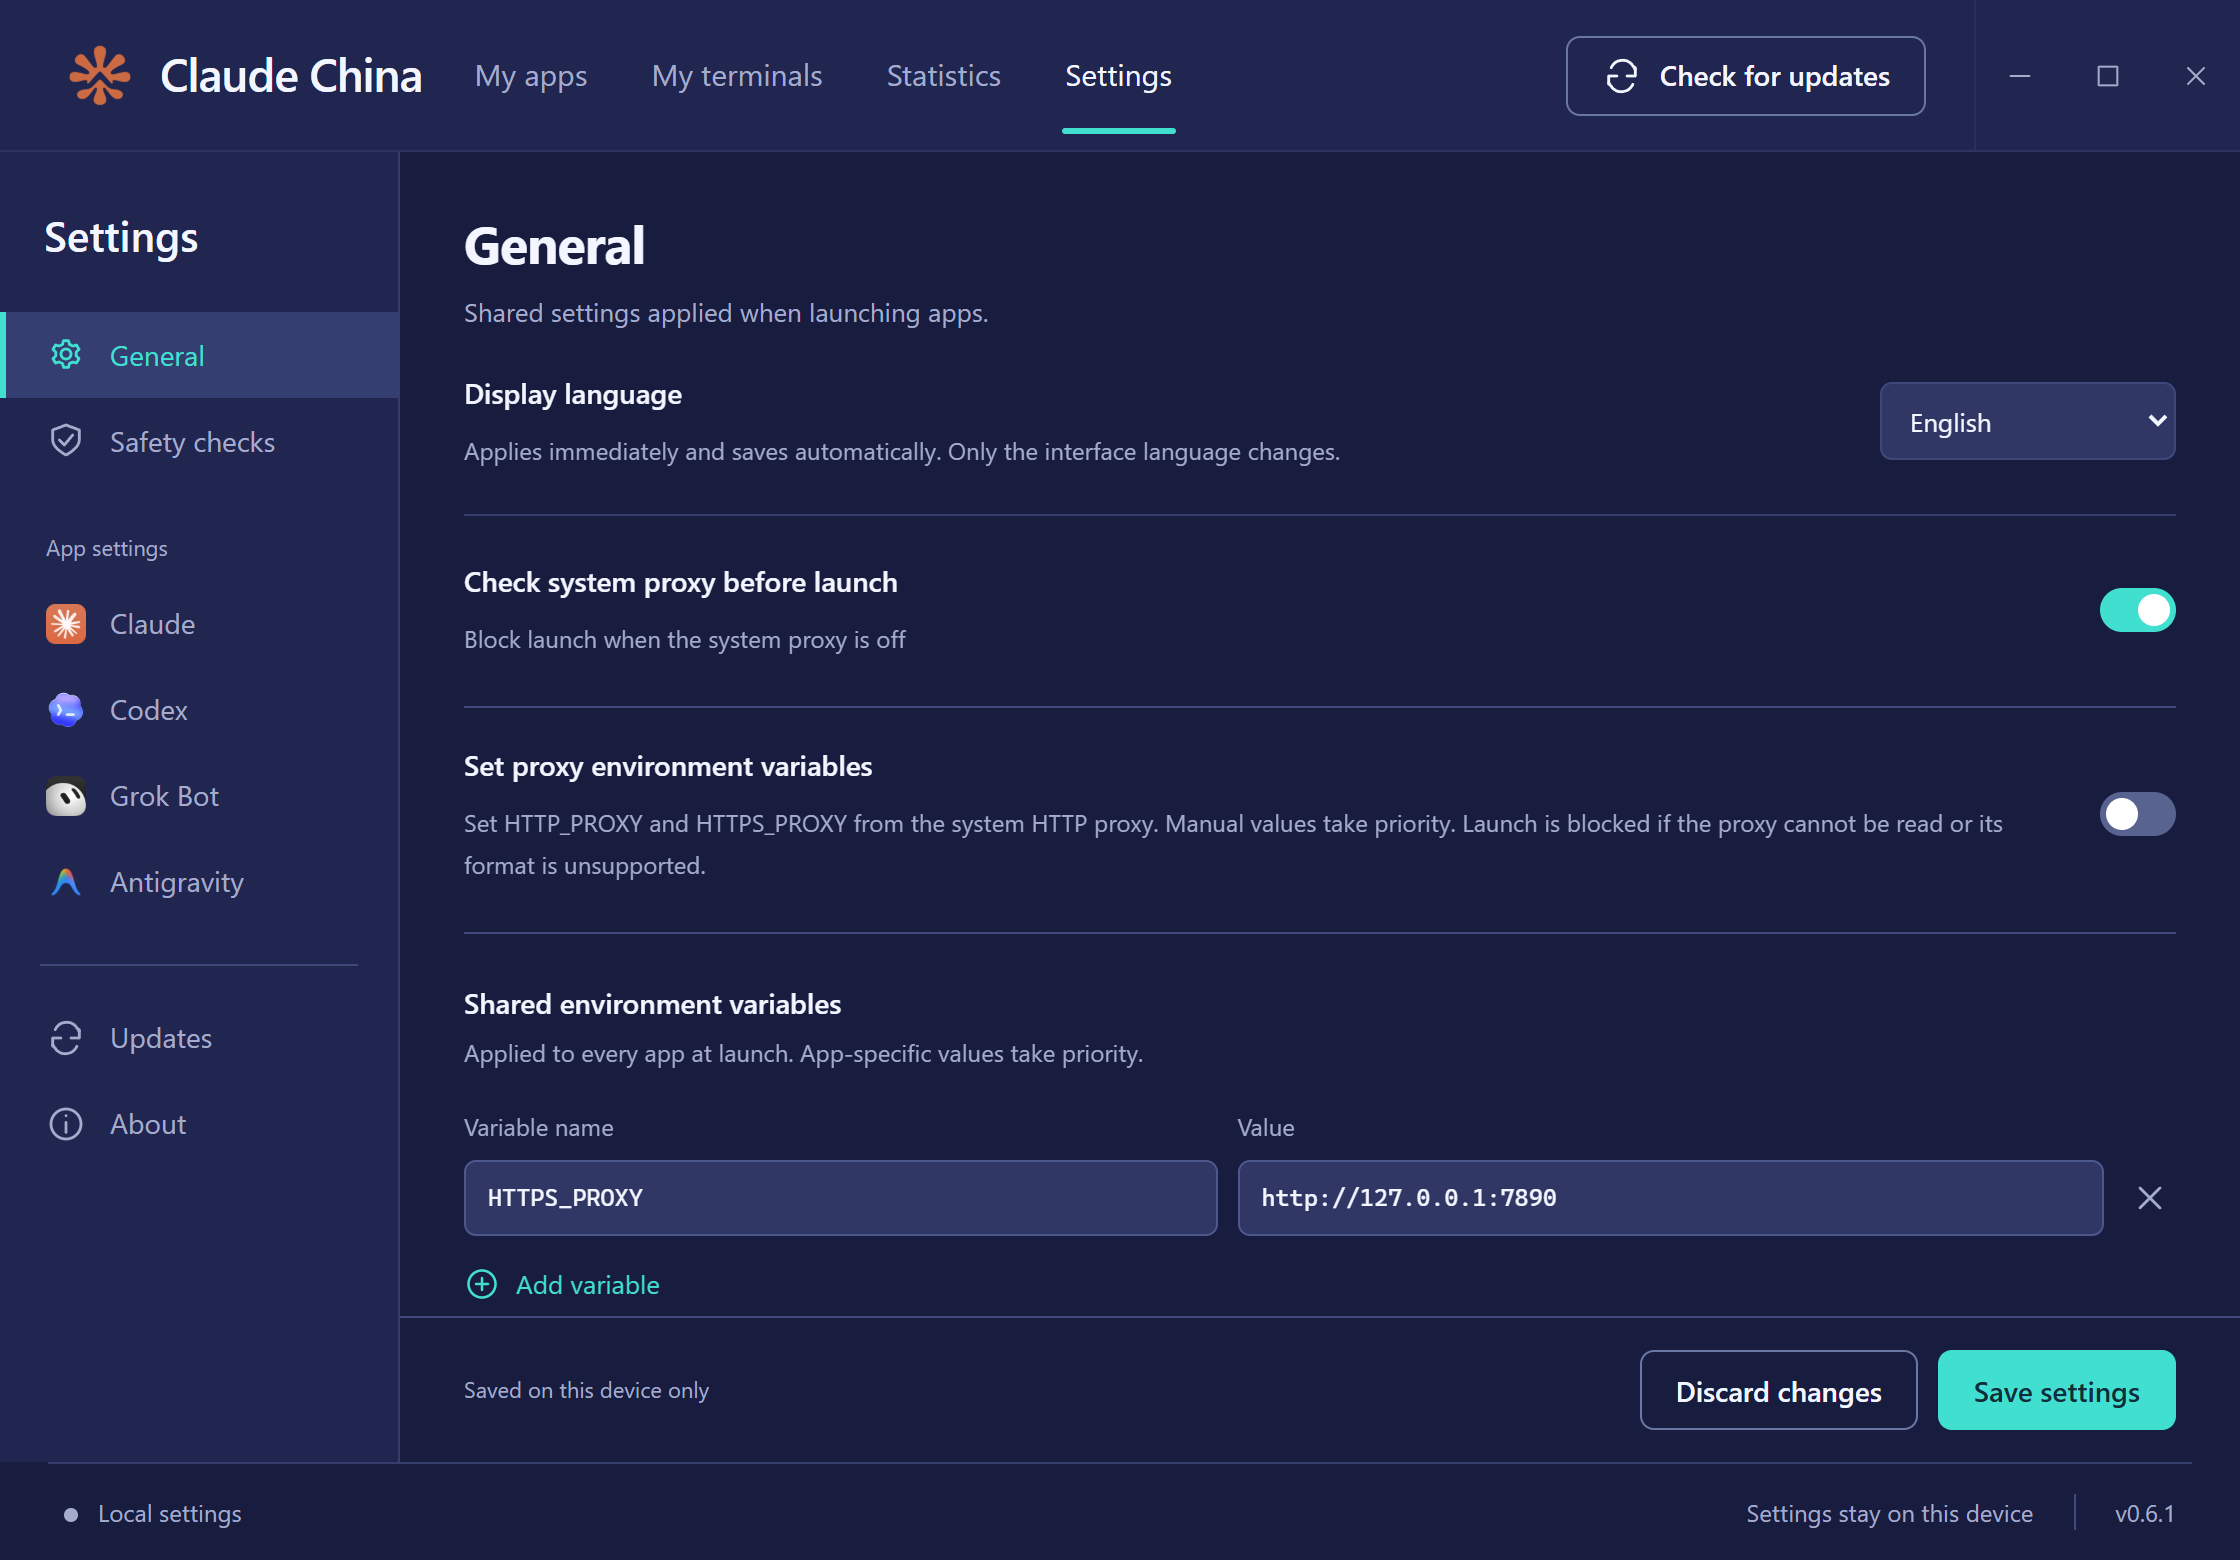 Claude China
My apps
My terminals
Statistics
Settings
Check for updates
Settings
General
Safety checks
App settings
Claude
Codex
Grok Bot
Antigravity
Updates
About
General
Shared settings applied when launching apps.
Display language
Applies immediately and saves automatically. Only the interface language changes.
English
Check system proxy before launch
Block launch when the system proxy is off
Set proxy environment variables
Set HTTP_PROXY and HTTPS_PROXY from the system HTTP proxy. Manual values take priority. Launch is blocked if the proxy cannot be read or its
format is unsupported.
Shared environment variables
Applied to every app at launch. App-specific values take priority.
Variable name
Value
HTTPS_PROXY
http://127.0.0.1:7890
Add variable
Saved on this device only
Discard changes
Save settings
Local settings
Settings stay on this device
v0.6.1